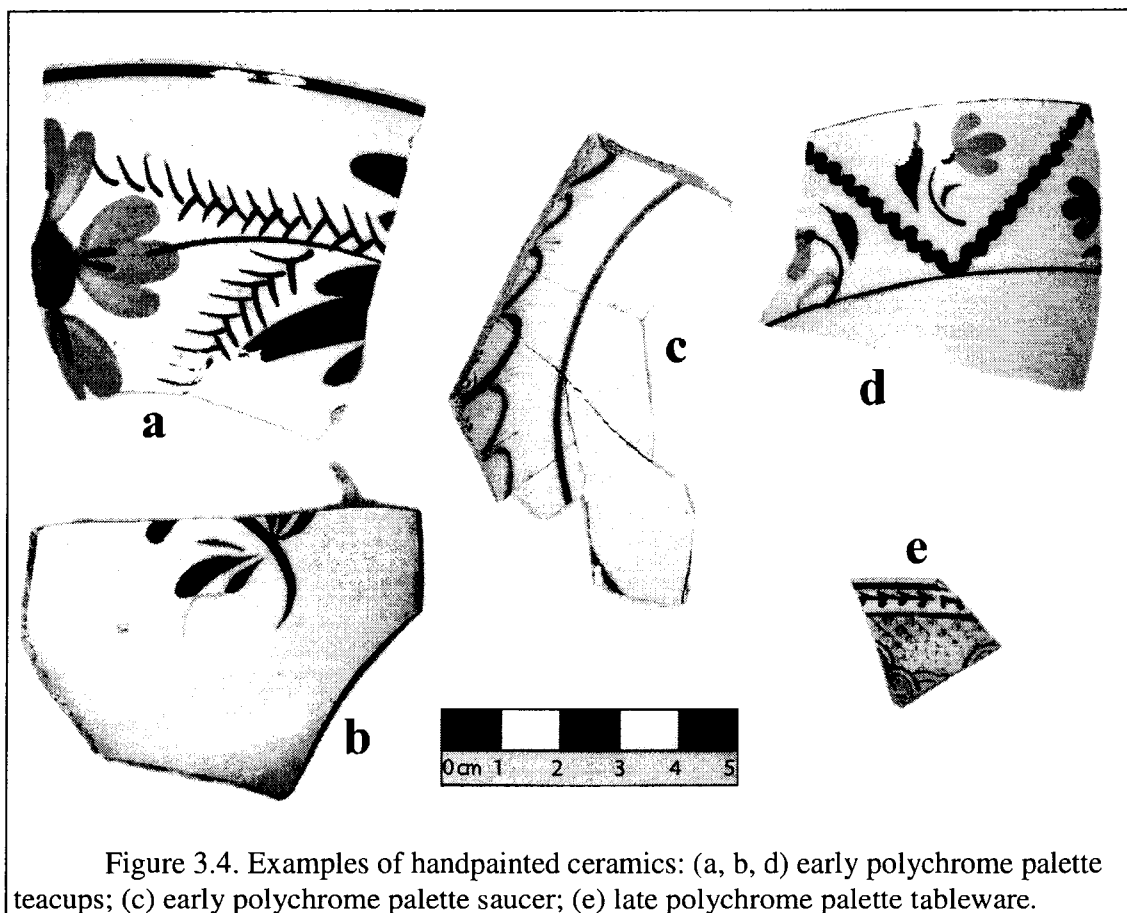 a
b
c
d
e
0cm 1 2 3 4 5
Figure 3.4. Examples of handpainted ceramics: (a, b, d) early polychrome palette
teacups; (c) early polychrome palette saucer; (e) late polychrome palette tableware.